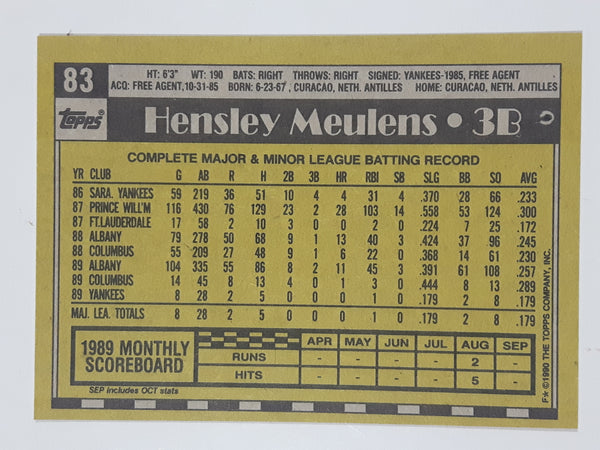 83
HT: 6'3" WT: 190 BATS: RIGHT THROWS: RIGHT SIGNED: YANKEES-1985, FREE AGENT
ACQ: FREE AGENT,10-31-85 BORN: 6-23-67, CURACAO, NETH. ANTILLES HOME: CURACAO, NETH. ANTILLES
Topps
Hensley Meulens • 3B
COMPLETE MAJOR & MINOR LEAGUE BATTING RECORD
YR CLUB G AB R H 2B 3B HR RBI SB SLG BB SO AVG
86 SARA. YANKEES 59 219 36 51 10 4 4 31 4 .370 28 66 .233
87 PRINCE WILL'M 116 430 76 129 23 2 28 103 14 .558 53 124 .300
87 FT.LAUDERDALE 17 58 2 10 3 0 0 2 0 .224 7 25 .172
88 ALBANY 79 278 50 68 9 1 13 40 3 .424 37 96 .245
88 COLUMBUS 55 209 27 48 9 1 6 22 0 .368 14 61 .230
89 ALBANY 104 335 55 86 8 2 11 45 3 .391 61 108 .257
89 COLUMBUS 14 45 8 13 4 0 1 3 0 .444 8 13 .289
89 YANKEES 8 28 2 5 0 0 0 1 0 .179 2 8 .179
MAJ. LEA. TOTALS 8 28 2 5 0 0 0 1 0 .179 2 8 .179
1989 MONTHLY SCOREBOARD
APR MAY JUN JUL AUG SEP
RUNS - - - - 2 -
HITS - - - - 5 -
SEP includes OCT stats
F* © 1990 THE TOPPS COMPANY, INC.